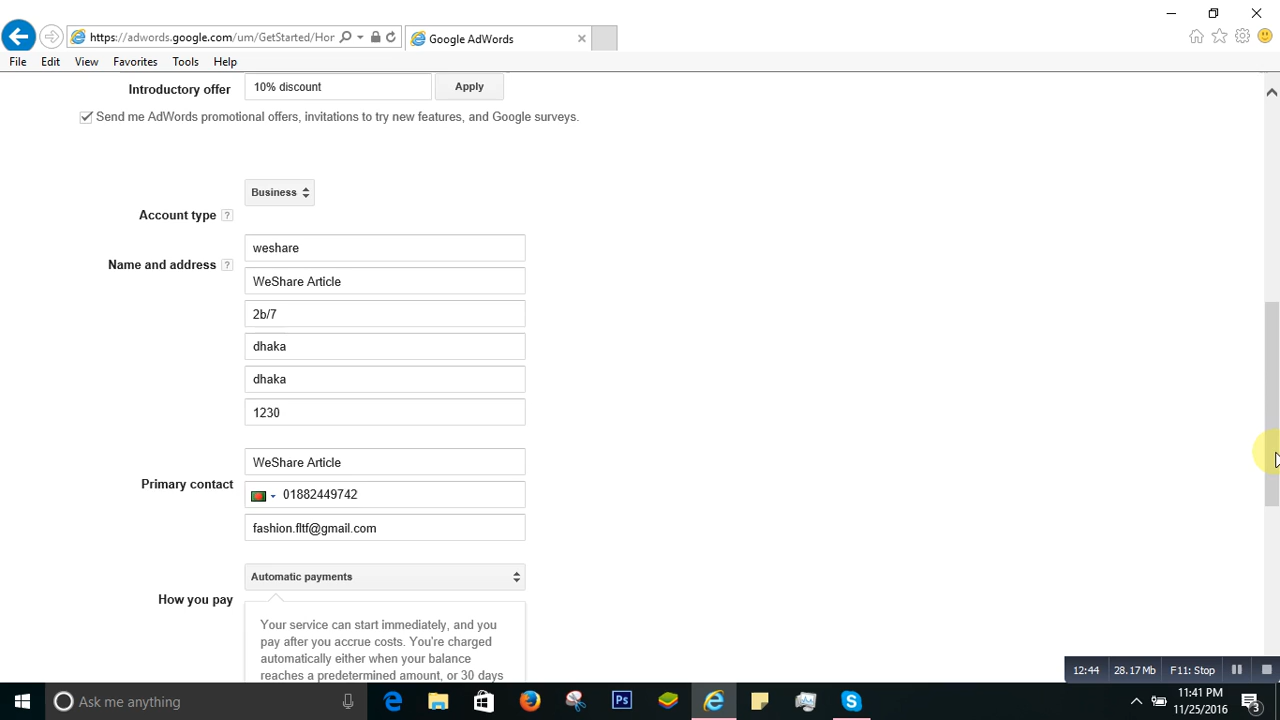 https://adwords.google.com/um/GetStarted/Hor
Google AdWords
File Edit View Favorites Tools Help
Introductory offer 10% discount Apply
Send me AdWords promotional offers, invitations to try new features, and Google surveys.
Business
Account type ?
weshare
Name and address ?
WeShare Article
2b/7
dhaka
dhaka
1230
WeShare Article
Primary contact
01882449742
fashion.fltf@gmail.com
Automatic payments
How you pay
Your service can start immediately, and you
pay after you accrue costs. You're charged
automatically either when your balance
reaches a predetermined amount, or 30 days
12:44 28.17 Mb F11: Stop
Ask me anything
11:41 PM
11/25/2016
3